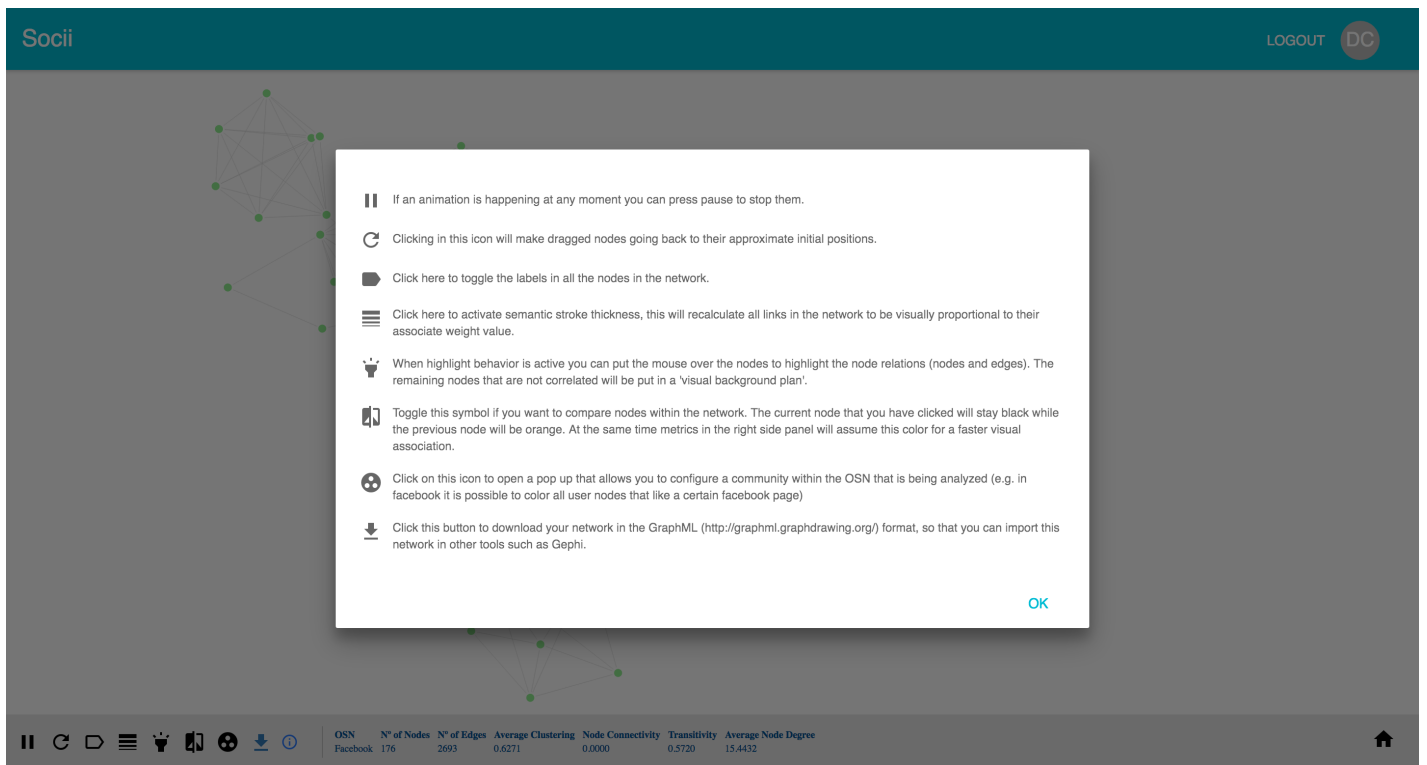 Socii
LOGOUT DC
If an animation is happening at any moment you can press pause to stop them.
Clicking in this icon will make dragged nodes going back to their approximate initial positions.
Click here to toggle the labels in all the nodes in the network.
Click here to activate semantic stroke thickness, this will recalculate all links in the network to be visually proportional to their
associate weight value.
When highlight behavior is active you can put the mouse over the nodes to highlight the node relations (nodes and edges). The
remaining nodes that are not correlated will be put in a 'visual background plan'.
Toggle this symbol if you want to compare nodes within the network. The current node that you have clicked will stay black while
the previous node will be orange. At the same time metrics in the right side panel will assume this color for a faster visual
association.
Click on this icon to open a pop up that allows you to configure a community within the OSN that is being analyzed (e.g. in
facebook it is possible to color all user nodes that like a certain facebook page)
Click this button to download your network in the GraphML (http://graphml.graphdrawing.org/) format, so that you can import this
network in other tools such as Gephi.
OK
OSN Nº of Nodes Nº of Edges Average Clustering Node Connectivity Transitivity Average Node Degree
Facebook 176 2693 0.6271 0.0000 0.5720 15.4432